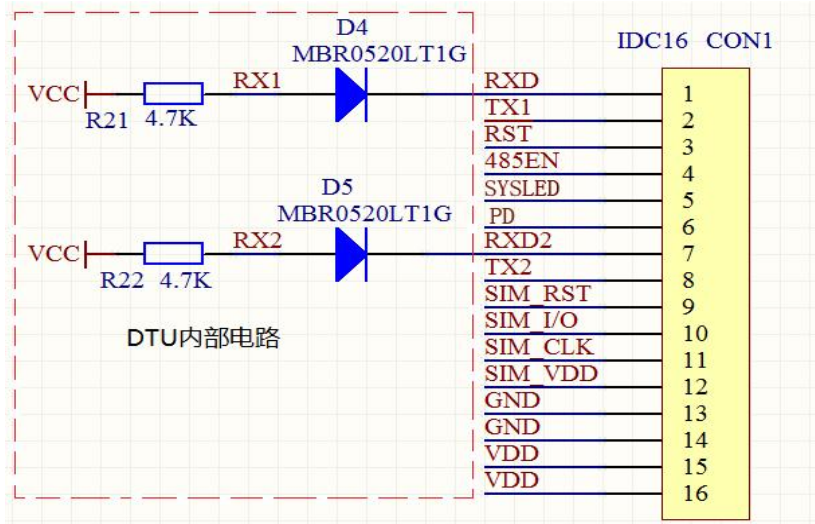 D4
MBR0520LT1G
IDC16 CON1
VCC
RX1
R21 4.7K
RXD
1
TX1
2
RST
3
485EN
4
SYSLED
5
PD
6
D5
MBR0520LT1G
VCC
RX2
R22 4.7K
RXD2
7
TX2
8
SIM_RST
9
SIM_I/O
10
SIM_CLK
11
SIM_VDD
12
GND
13
GND
14
VDD
15
VDD
16
DTU内部电路